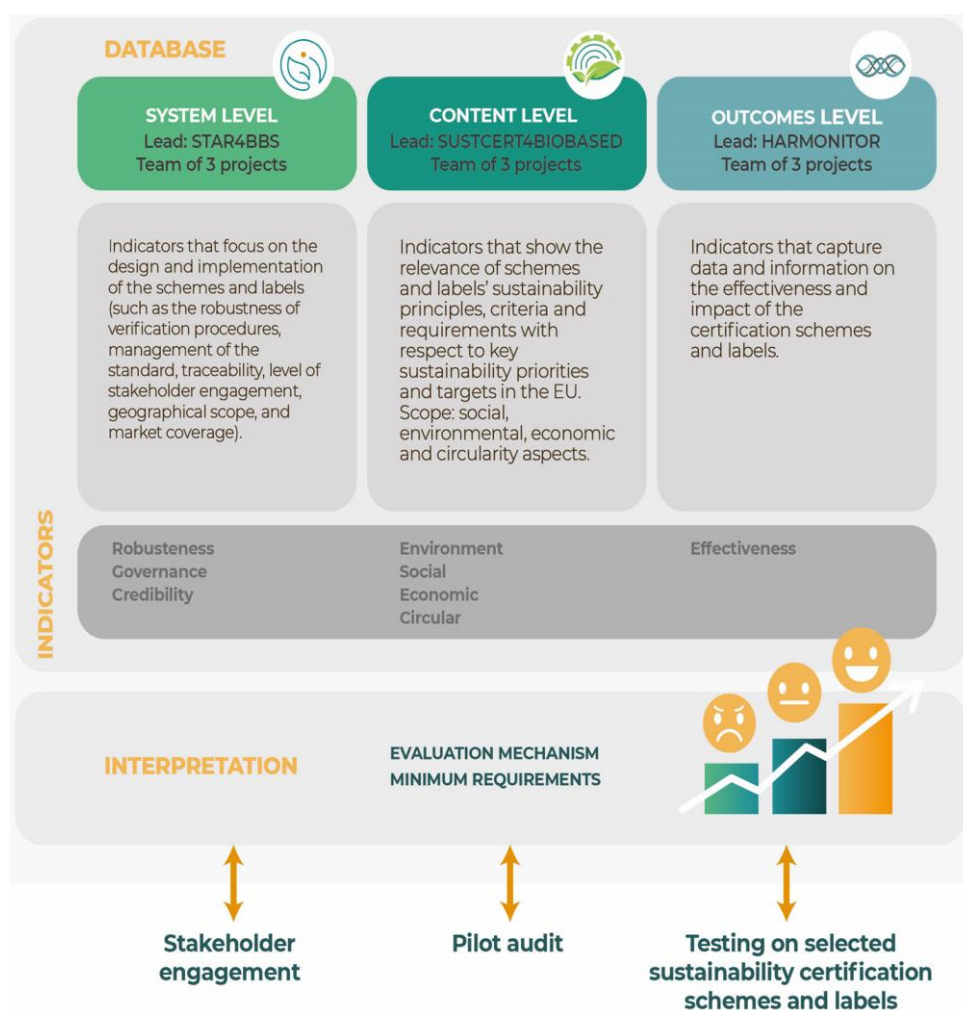 DATABASE
SYSTEM LEVEL
Lead: STAR4BBS
Team of 3 projects
CONTENT LEVEL
Lead: SUSTCERT4BIOBASED
Team of 3 projects
OUTCOMES LEVEL
Lead: HARMONITOR
Team of 3 projects
Indicators that focus on the
design and implementation
of the schemes and labels
(such as the robustness of
verification procedures,
management of the
standard, traceability, level of
stakeholder engagement,
geographical scope, and
market coverage).
Indicators that show the
relevance of schemes
and labels' sustainability
principles, criteria and
requirements with
respect to key
sustainability priorities
and targets in the EU.
Scope: social,
environmental, economic
and circularity aspects.
Indicators that capture
data and information on
the effectiveness and
impact of the
certification schemes
and labels.
INDICATORS
Robusteness
Governance
Credibility
Environment
Social
Economic
Circular
Effectiveness
INTERPRETATION
EVALUATION MECHANISM
MINIMUM REQUIREMENTS
Stakeholder
engagement
Pilot audit
Testing on selected
sustainability certification
schemes and labels